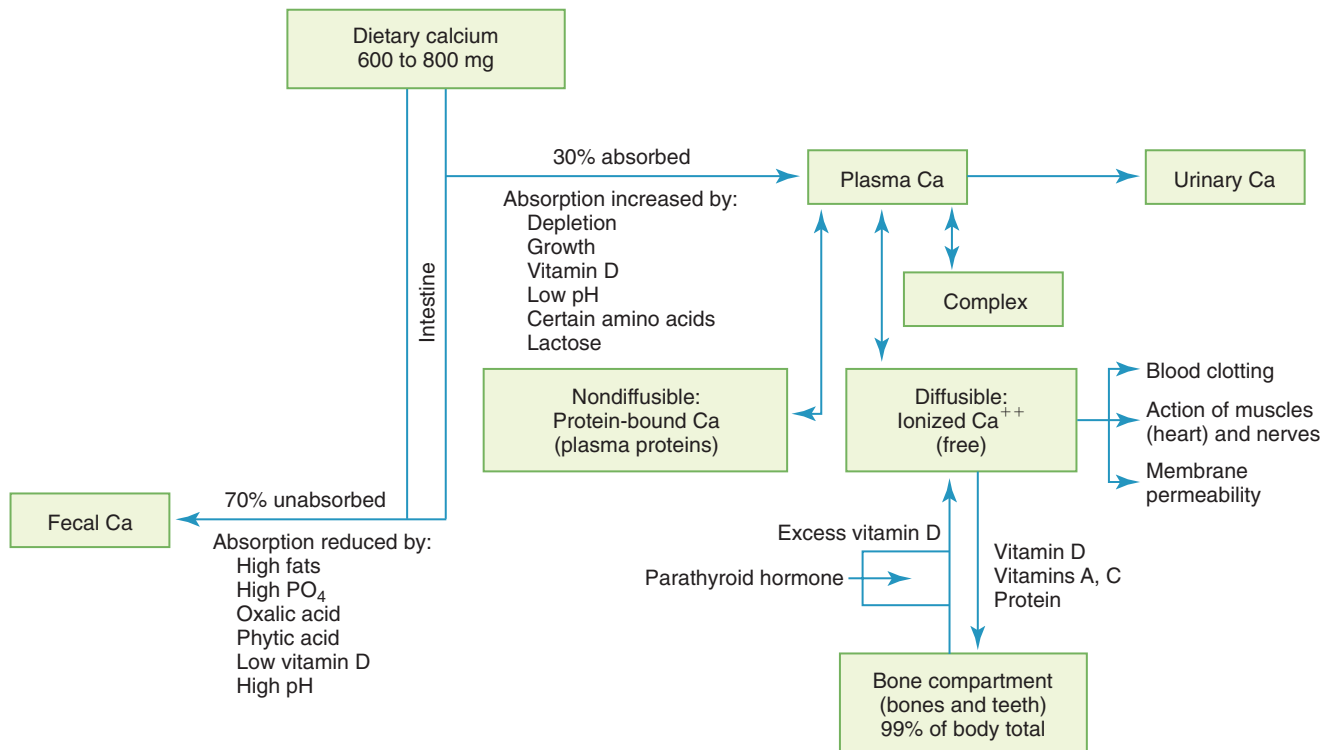 Dietary calcium
600 to 800 mg
30% absorbed
Plasma Ca
Urinary Ca
Absorption increased by:
Depletion
Growth
Vitamin D
Low pH
Certain amino acids
Lactose
Intestine
Complex
Nondiffusible:
Protein-bound Ca
(plasma proteins)
Diffusible:
Ionized Ca++
(free)
Blood clotting
Action of muscles
(heart) and nerves
Membrane
permeability
70% unabsorbed
Fecal Ca
Absorption reduced by:
High fats
High PO4
Oxalic acid
Phytic acid
Low vitamin D
High pH
Excess vitamin D
Parathyroid hormone
Vitamin D
Vitamins A, C
Protein
Bone compartment
(bones and teeth)
99% of body total